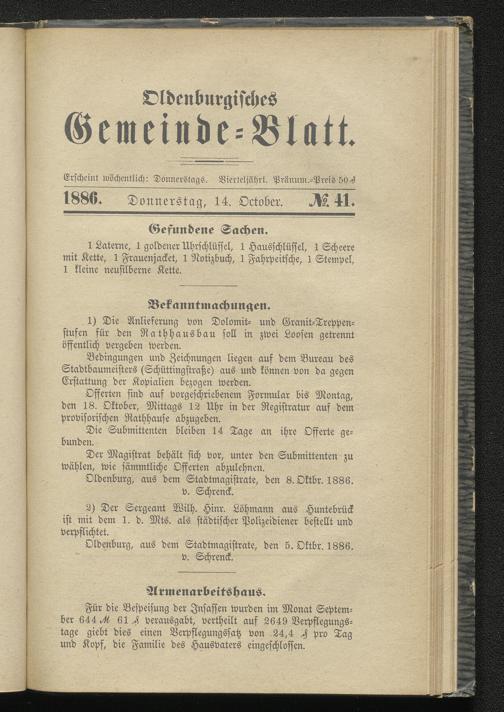 Oldenburgisches
Gemeinde-Blatt.
Erscheint wöchentlich: Donnerstags. Vierteljährl. Pränum.-Preis 50 ₰
1886. Donnerstag, 14. October. № 41.
Gefundene Sachen.
1 Laterne, 1 goldener Uhrschlüssel, 1 Hausschlüssel, 1 Scheere
mit Kette, 1 Frauenjacket, 1 Notizbuch, 1 Fahrpeitsche, 1 Stempel,
1 kleine neusilberne Kette.
Bekanntmachungen.
1) Die Anlieferung von Dolomit- und Granit-Treppen-
stufen für den Rathhausbau soll in zwei Loosen getrennt
öffentlich vergeben werden.
Bedingungen und Zeichnungen liegen auf dem Bureau des
Stadtbaumeisters (Schüttingstraße) aus und können von da gegen
Erstattung der Kopialien bezogen werden.
Offerten sind auf vorgeschriebenem Formular bis Montag,
den 18. Oktober, Mittags 12 Uhr in der Registratur auf dem
provisorischen Rathhause abzugeben.
Die Submittenten bleiben 14 Tage an ihre Offerte ge-
bunden.
Der Magistrat behält sich vor, unter den Submittenten zu
wählen, wie sämmtliche Offerten abzulehnen.
Oldenburg, aus dem Stadtmagistrate, den 8. Oktbr. 1886.
v. Schrenck.
2) Der Sergeant Wilh. Hinr. Löhmann aus Huntebrück
ist mit dem 1. d. Mts. als städtischer Polizeidiener bestellt und
verpflichtet.
Oldenburg, aus dem Stadtmagistrate, den 5. Oktbr. 1886.
v. Schrenck.
Armenarbeitshaus.
Für die Bespeisung der Insassen wurden im Monat Septem-
ber 644 ℳ 61 ₰ verausgabt, vertheilt auf 2649 Verpflegungs-
tage giebt dies einen Verpflegungssatz von 24,4 ₰ pro Tag
und Kopf, die Familie des Hausvaters eingeschlossen.